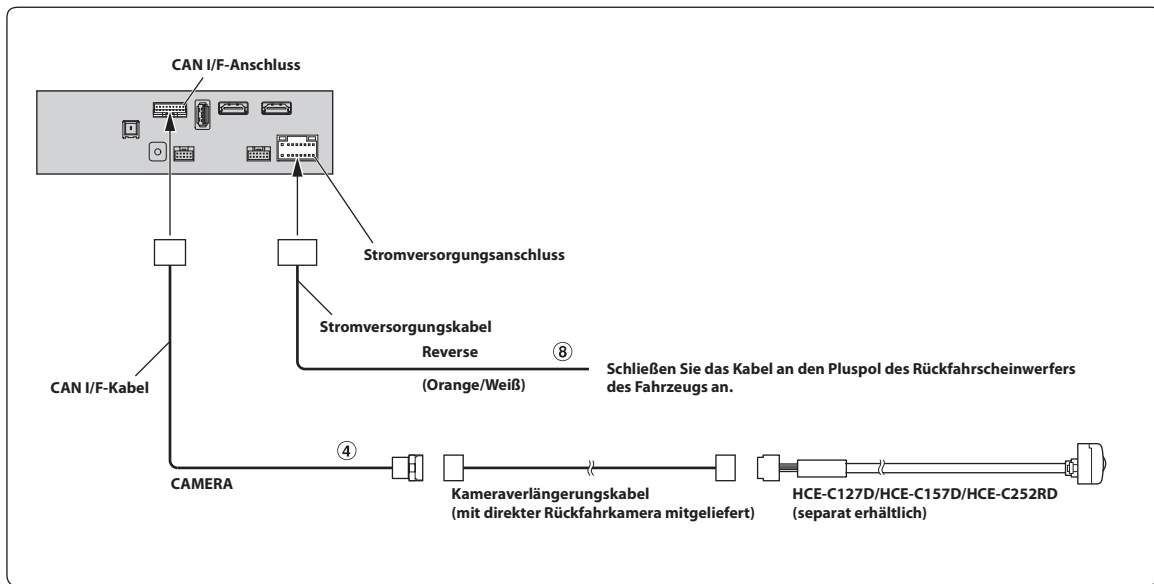 CAN I/F-Anschluss
Stromversorgungsanschluss
Stromversorgungskabel
Reverse
⑧
(Orange/Weiß)
Schließen Sie das Kabel an den Pluspol des Rückfahrscheinwerfers
des Fahrzeugs an.
CAN I/F-Kabel
④
CAMERA
Kameraverlängerungskabel
(mit direkter Rückfahrkamera mitgeliefert)
HCE-C127D/HCE-C157D/HCE-C252RD
(separat erhältlich)